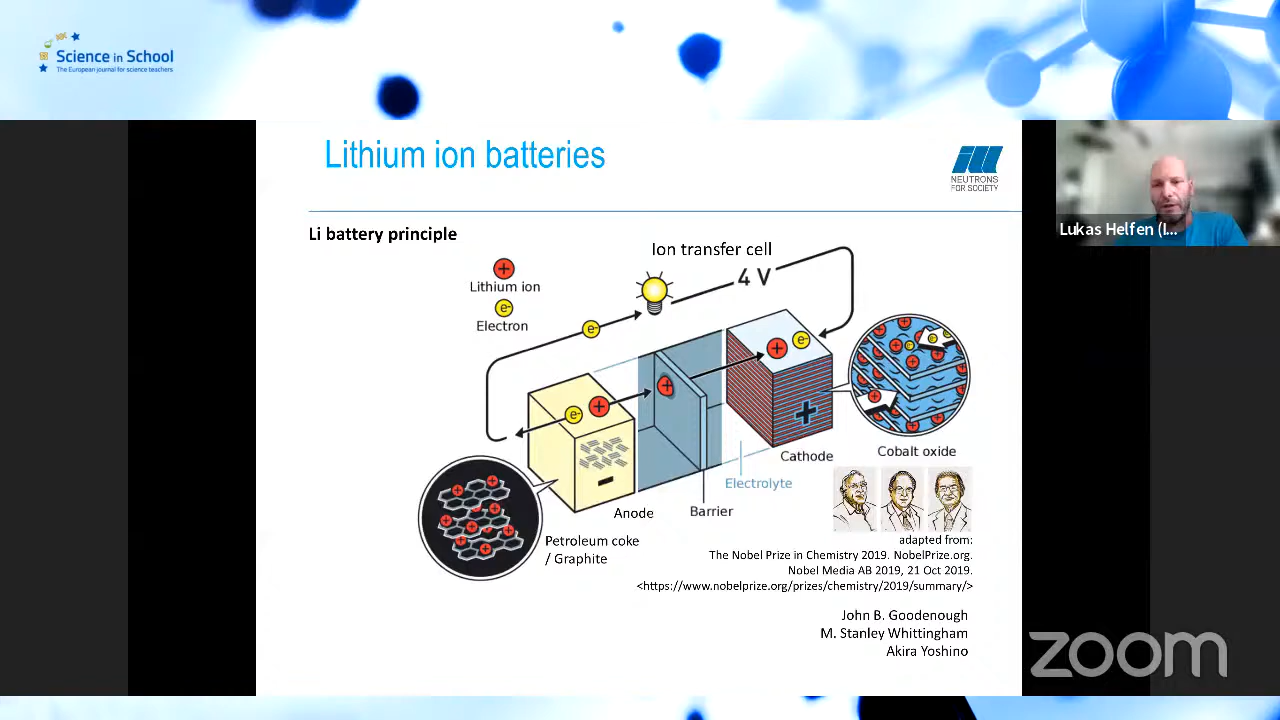 Science in School
The European journal for science teachers
Lithium ion batteries
NEUTRONS
FOR SOCIETY
Lukas Helfen (I...
Li battery principle
Ion transfer cell
4 V
+
Lithium ion
e-
Electron
e-
+
e-
+
e-
+
+
-
Cathode
Cobalt oxide
Electrolyte
Barrier
Anode
Petroleum coke
/ Graphite
adapted from:
The Nobel Prize in Chemistry 2019. NobelPrize.org.
Nobel Media AB 2019, 21 Oct 2019.
<https://www.nobelprize.org/prizes/chemistry/2019/summary/>
John B. Goodenough
M. Stanley Whittingham
Akira Yoshino
zoom